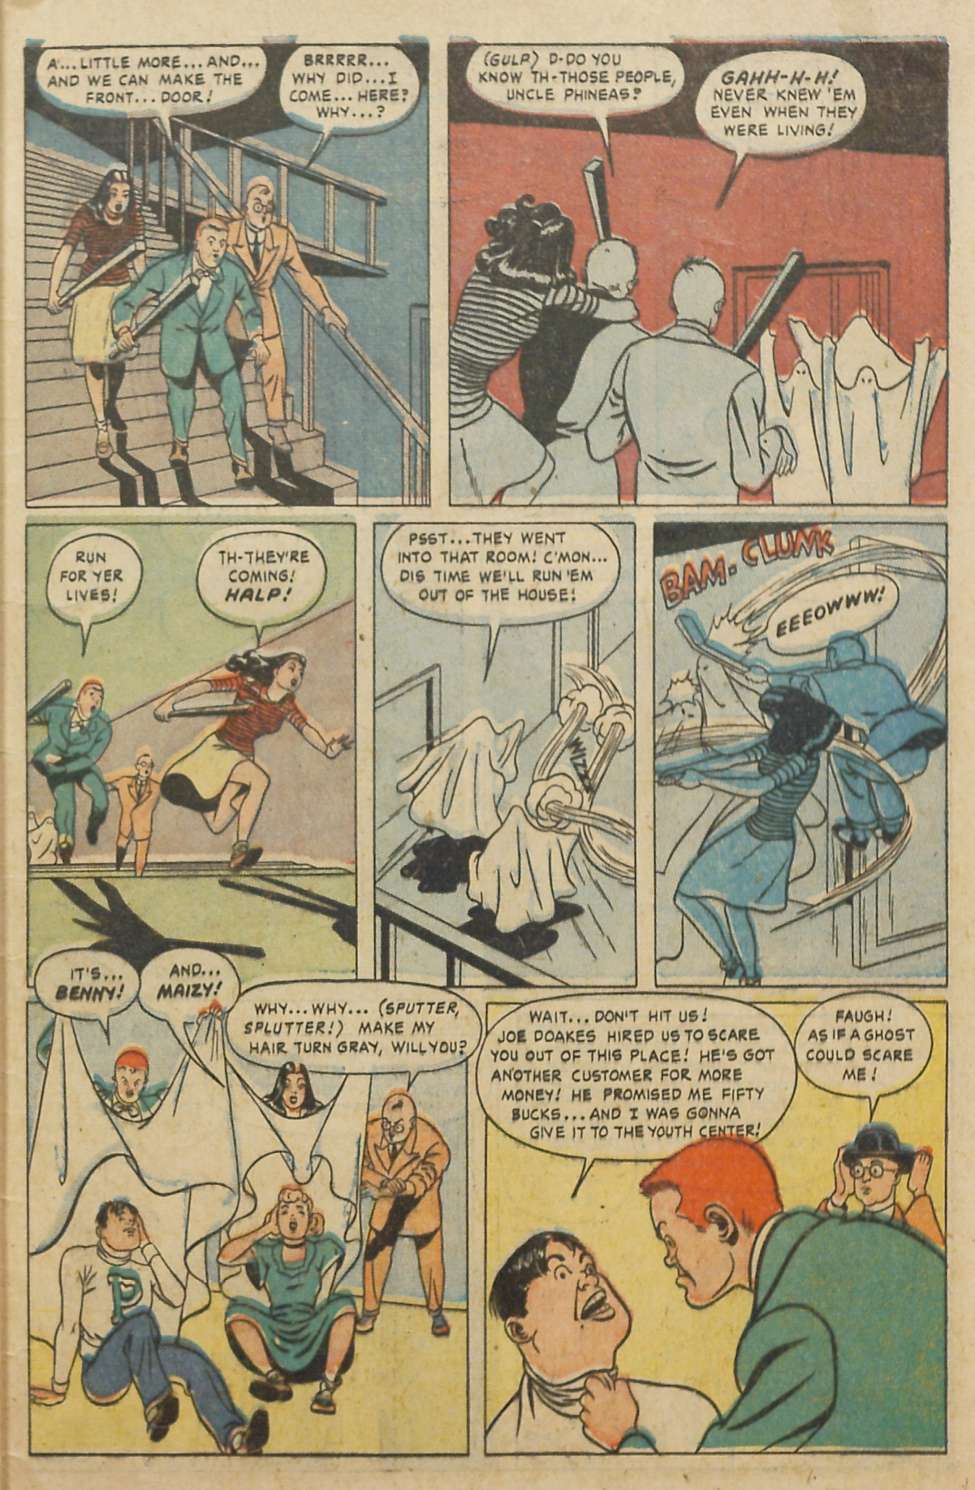 A'...LITTLE MORE...AND...
AND WE CAN MAKE THE
FRONT...DOOR!
BRRRRR...
WHY DID...I
COME...HERE?
WHY...?
(GULP) D-DO YOU
KNOW TH-THOSE PEOPLE,
UNCLE PHINEAS?
GAHH-H-H!
NEVER KNEW 'EM
EVEN WHEN THEY
WERE LIVING!
RUN
FOR YER
LIVES!
TH-THEY'RE
COMING!
HALP!
PSST...THEY WENT
INTO THAT ROOM! C'MON...
DIS TIME WE'LL RUN 'EM
OUT OF THE HOUSE!
WIZZZ
BAM-CLUNK
EEEOWWW!
IT'S...
BENNY!
AND...
MAIZY!
WHY...WHY... (SPUTTER,
SPLUTTER!) MAKE MY
HAIR TURN GRAY, WILL YOU?
P
WAIT...DON'T HIT US!
JOE DOAKES HIRED US TO SCARE
YOU OUT OF THIS PLACE! HE'S GOT
ANOTHER CUSTOMER FOR MORE
MONEY! HE PROMISED ME FIFTY
BUCKS...AND I WAS GONNA
GIVE IT TO THE YOUTH CENTER!
FAUGH!
AS IF A GHOST
COULD SCARE
ME!